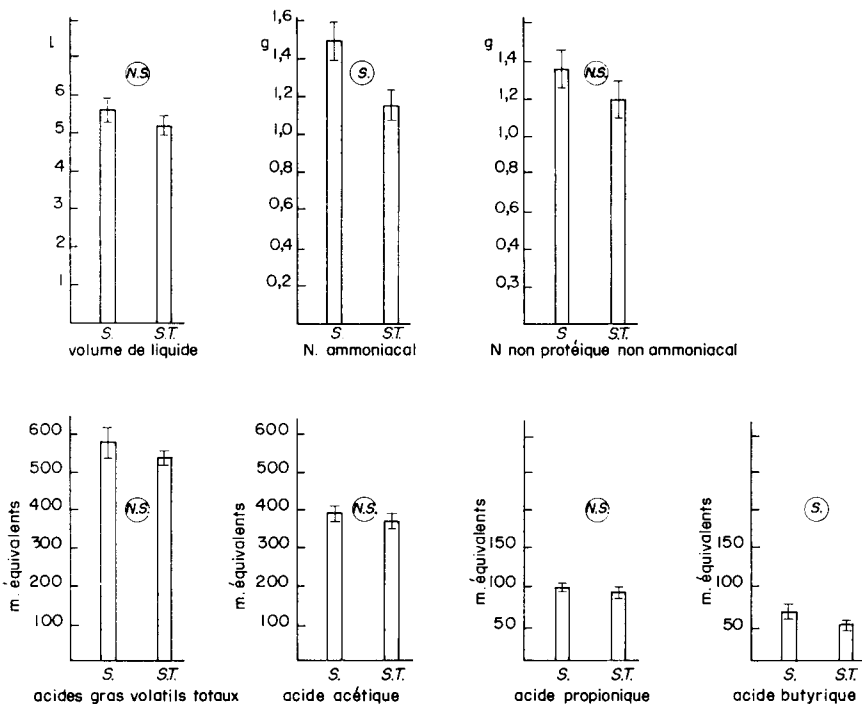 l
6
5
4
3
2
1
N.S.
S.
S.T.
volume de liquide
g
1,6
1,4
1,2
1,0
0,8
0,6
0,4
0,2
S.
S.
S.T.
N. ammoniacal
g
1,4
1,2
1,0
0,8
0,6
0,4
0,3
N.S.
S
S.T.
N non protéique non ammoniacal
m. équivalents
600
500
400
300
200
100
N.S.
S.
S.T.
acides gras volatils totaux
m. équivalents
600
500
400
300
200
100
N.S.
S.
S.T.
acide acétique
m. équivalents
150
100
50
N.S.
S.
S.T.
acide propionique
m. équivalents
150
100
50
S.
S.
S.T.
acide butyrique